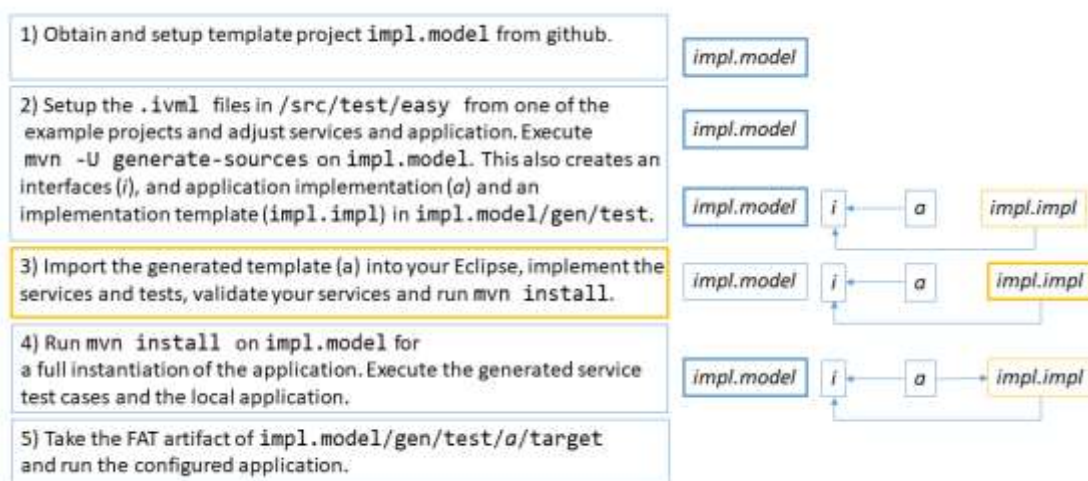 1) Obtain and setup template project impl.model from github.
impl.model
2) Setup the .ivml files in /src/test/easy from one of the
example projects and adjust services and application. Execute
mvn -U generate-sources on impl.model. This also creates an
interfaces (i), and application implementation (a) and an
implementation template (impl.impl) in impl.model/gen/test.
impl.model
impl.model i a impl.impl
3) Import the generated template (a) into your Eclipse, implement the
services and tests, validate your services and run mvn install.
impl.model i a impl.impl
4) Run mvn install on impl.model for
a full instantiation of the application. Execute the generated service
test cases and the local application.
impl.model i a impl.impl
5) Take the FAT artifact of impl.model/gen/test/a/target
and run the configured application.